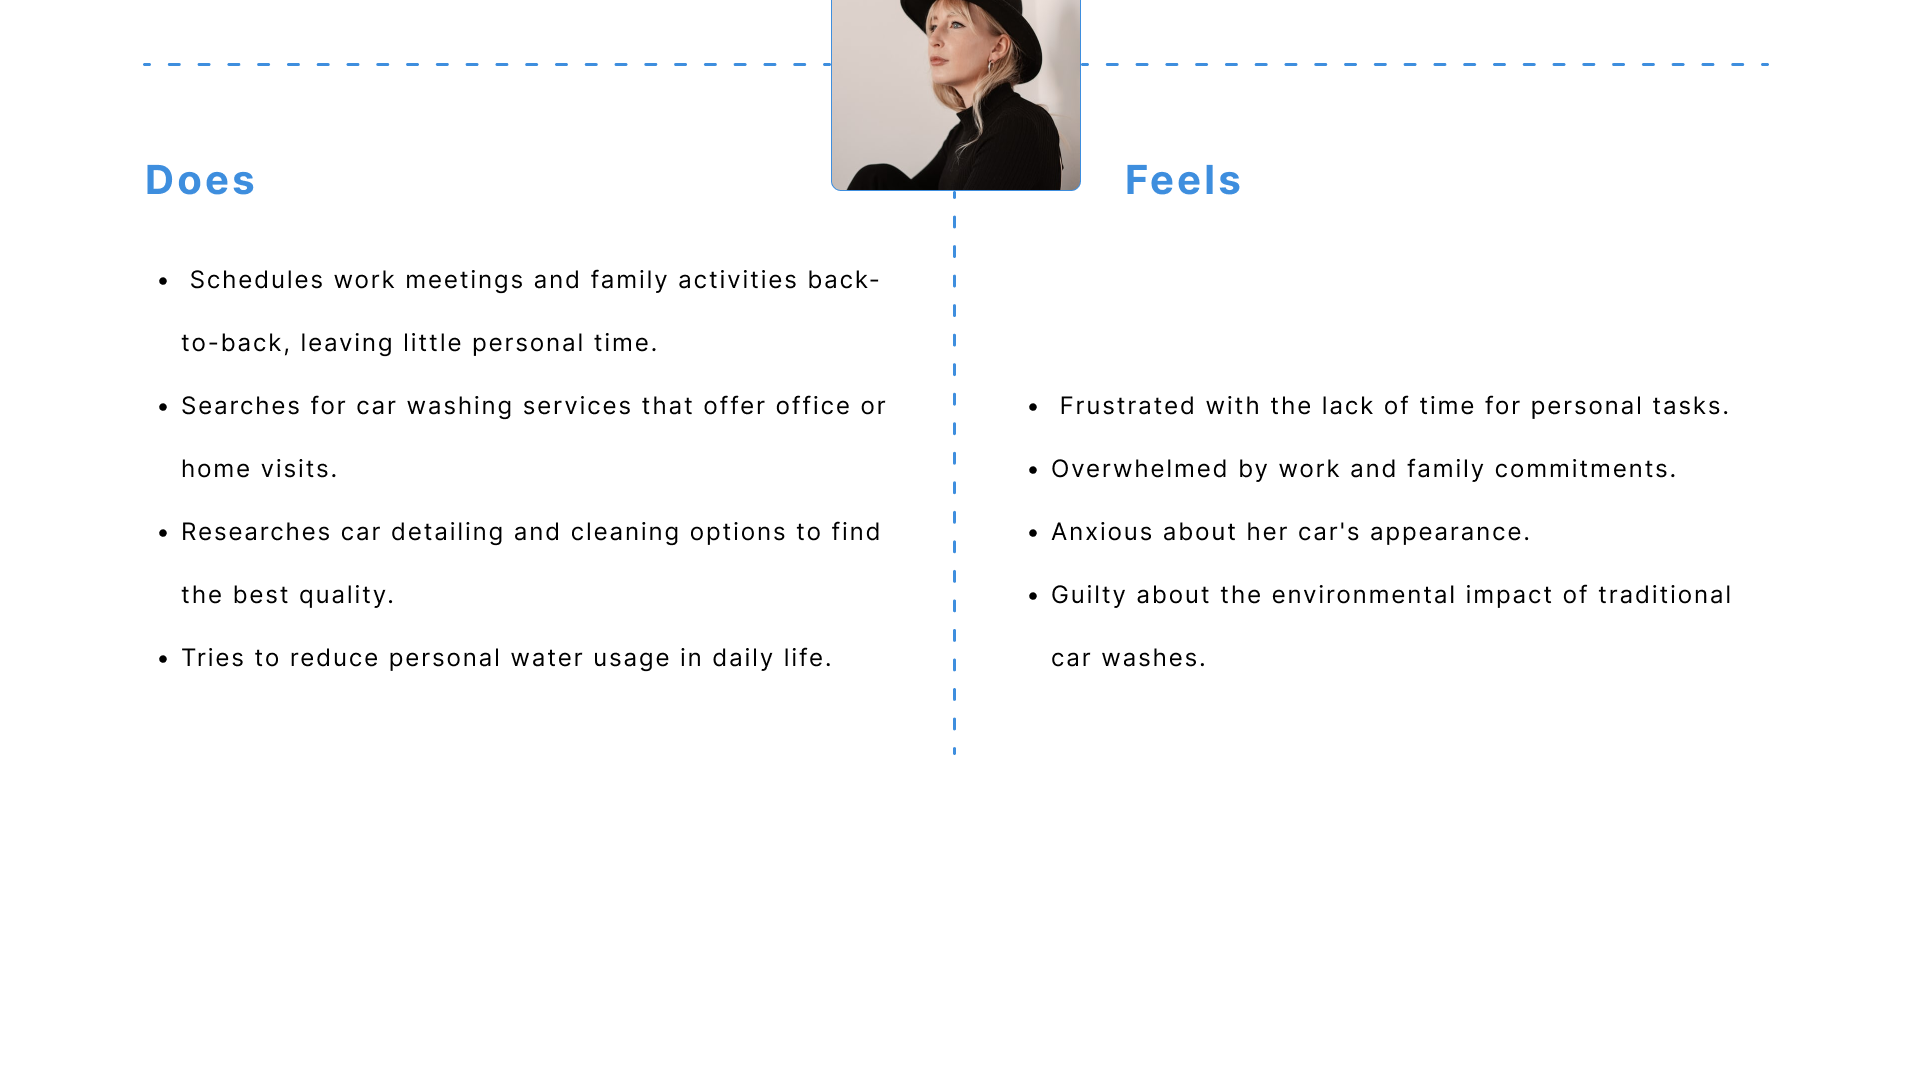 Does
• Schedules work meetings and family activities back-
to-back, leaving little personal time.
• Searches for car washing services that offer office or
home visits.
• Researches car detailing and cleaning options to find
the best quality.
• Tries to reduce personal water usage in daily life.
Feels
• Frustrated with the lack of time for personal tasks.
• Overwhelmed by work and family commitments.
• Anxious about her car's appearance.
• Guilty about the environmental impact of traditional
car washes.